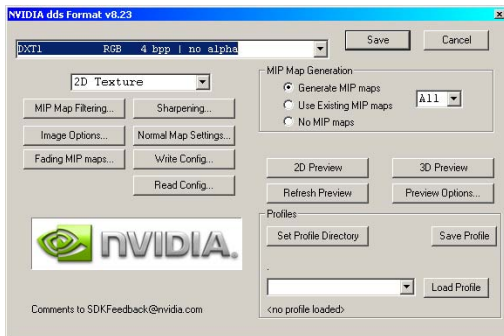 NVIDIA dds Format v8.23
DXT1 RGB 4 bpp | no alpha
Save
Cancel
2D Texture
MIP Map Generation
Generate MIP maps
Use Existing MIP maps
No MIP maps
All
MIP Map Filtering...
Sharpening...
Image Options...
Normal Map Settings...
Fading MIP maps...
Write Config...
Read Config...
2D Preview
3D Preview
Refresh Preview
Preview Options...
Profiles
Set Profile Directory
Save Profile
.
Load Profile
<no profile loaded>
NVIDIA.
Comments to SDKFeedback@nvidia.com